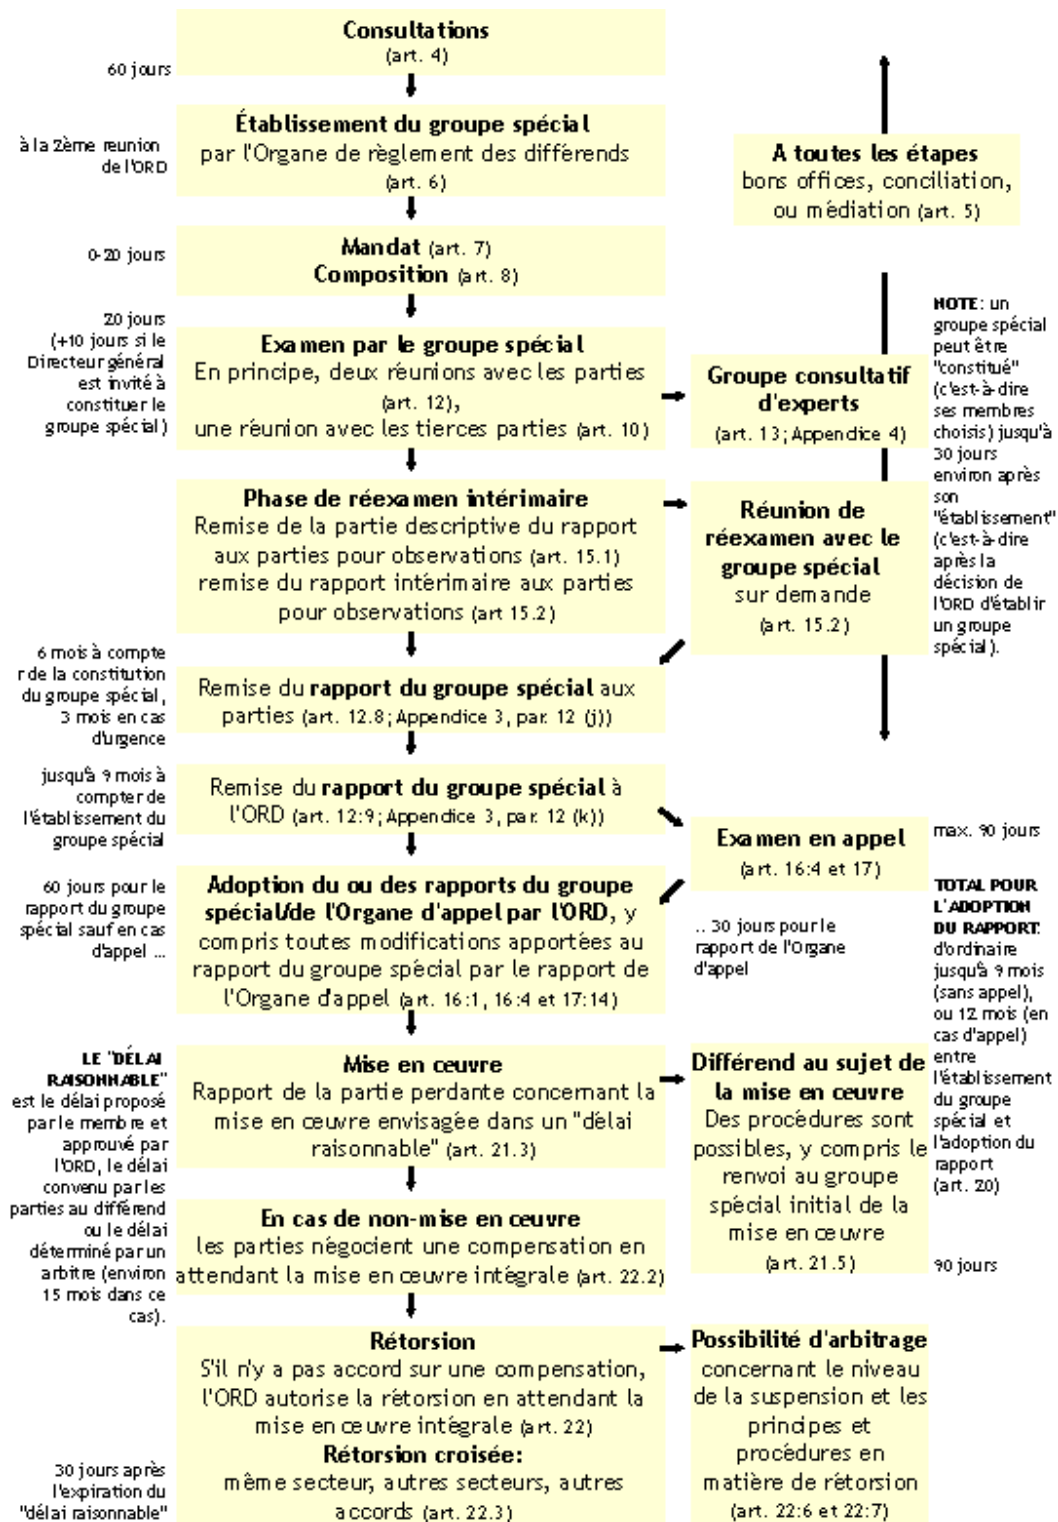 Consultations
(art. 4)
60 jours
Établissement du groupe spécial
par l'Organe de règlement des différends
(art. 6)
à la 2ème reunion
de l'ORD
A toutes les étapes
bons offices, conciliation,
ou médiation (art. 5)
Mandat (art. 7)
Composition (art. 8)
0-20 jours
20 jours
(+10 jours si le
Directeur général
est invité à
constituer le
groupe spécial)
Examen par le groupe spécial
En principe, deux réunions avec les parties
(art. 12),
une réunion avec les tierces parties (art. 10)
Groupe consultatif
d'experts
(art. 13; Appendice 4)
NOTE: un
groupe spécial
peut être
"constitué"
(c'est-à-dire
ses membres
choisis) jusqu'à
30 jours
environ après
son
"établissement"
(c'est-à-dire
après la
décision de
l'ORD d'établir
un groupe
spécial).
Phase de réexamen intérimaire
Remise de la partie descriptive du rapport
aux parties pour observations (art. 15.1)
remise du rapport intérimaire aux parties
pour observations (art 15.2)
Réunion de
réexamen avec le
groupe spécial
sur demande
(art. 15.2)
6 mois à compte
r de la constitution
du groupe spécial,
3 mois en cas
d'urgence
Remise du rapport du groupe spécial aux
parties (art. 12.8; Appendice 3, par. 12 (j))
jusqu'à 9 mois à
compter de
l'établissement du
groupe spécial
Remise du rapport du groupe spécial à
l'ORD (art. 12:9; Appendice 3, par. 12 (k))
Examen en appel
(art. 16:4 et 17)
max. 90 jours
60 jours pour le
rapport du groupe
spécial sauf en cas
d'appel ...
Adoption du ou des rapports du groupe
spécial/de l'Organe d'appel par l'ORD, y
compris toutes modifications apportées au
rapport du groupe spécial par le rapport de
l'Organe d'appel (art. 16:1, 16:4 et 17:14)
.. 30 jours pour le
rapport de l'Organe
d'appel
TOTAL POUR
L'ADOPTION
DU RAPPORT:
d'ordinaire
jusqu'à 9 mois
(sans appel),
ou 12 mois (en
cas d'appel)
entre
l'établissement
du groupe
spécial et
l'adoption du
rapport
(art. 20)
LE "DÉLAI
RAISONNABLE"
est le délai proposé
par le membre et
approuvé par
l'ORD, le délai
convenu par les
parties au différend
ou le délai
déterminé par un
arbitre (environ
15 mois dans ce
cas).
Mise en œuvre
Rapport de la partie perdante concernant la
mise en œuvre envisagée dans un "délai
raisonnable" (art. 21.3)
Différend au sujet de
la mise en œuvre
Des procédures sont
possibles, y compris le
renvoi au groupe
spécial initial de la
mise en œuvre
(art. 21.5)
90 jours
En cas de non-mise en œuvre
les parties négocient une compensation en
attendant la mise en œuvre intégrale (art. 22.2)
Rétorsion
S'il n'y a pas accord sur une compensation,
l'ORD autorise la rétorsion en attendant la
mise en œuvre intégrale (art. 22)
Rétorsion croisée:
même secteur, autres secteurs, autres
accords (art. 22.3)
30 jours après
l'expiration du
"délai raisonnable"
Possibilité d'arbitrage
concernant le niveau
de la suspension et les
principes et
procédures en
matière de rétorsion
(art. 22:6 et 22:7)